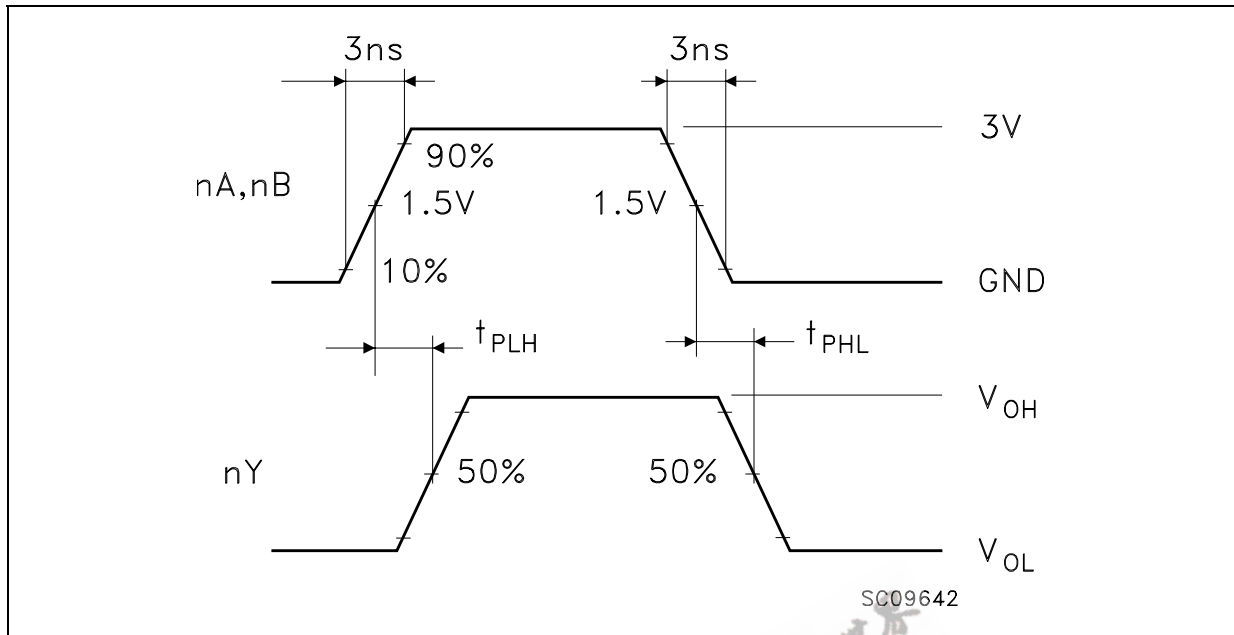 3ns 3ns
3V
90%
nA,nB 1.5V 1.5V
10%
GND
tPLH tPHL
VOH
nY 50% 50%
VOL
SC09642